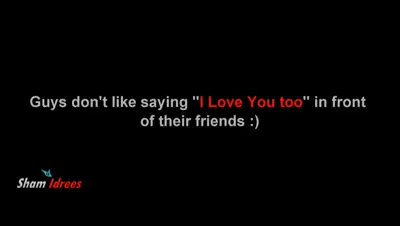 Guys don't like saying "I Love You too" in front
of their friends :)
Sham Idrees